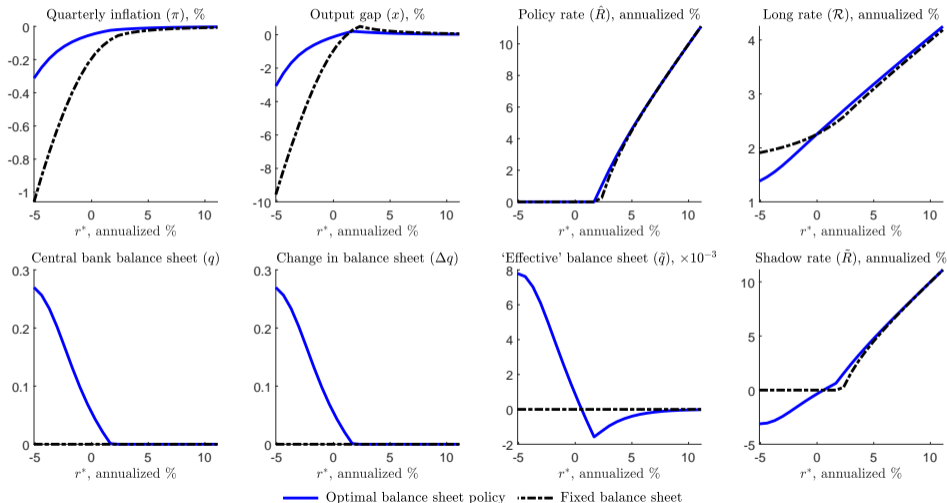 Quarterly inflation (π), %
0
-0.2
-0.4
-0.6
-0.8
-1
-5 0 5 10
r*, annualized %
Output gap (x), %
0
-2
-4
-6
-8
-10
-5 0 5 10
r*, annualized %
Policy rate (R̂), annualized %
10
8
6
4
2
0
-5 0 5 10
r*, annualized %
Long rate (ℛ), annualized %
4
3
2
1
-5 0 5 10
r*, annualized %
Central bank balance sheet (q)
0.3
0.2
0.1
0
-5 0 5 10
r*, annualized %
Change in balance sheet (Δq)
0.3
0.2
0.1
0
-5 0 5 10
r*, annualized %
‘Effective’ balance sheet (q̂), ×10⁻³
8
6
4
2
0
-2
-5 0 5 10
r*, annualized %
Shadow rate (R̃), annualized %
10
5
0
-5
-5 0 5 10
r*, annualized %
Optimal balance sheet policy
Fixed balance sheet